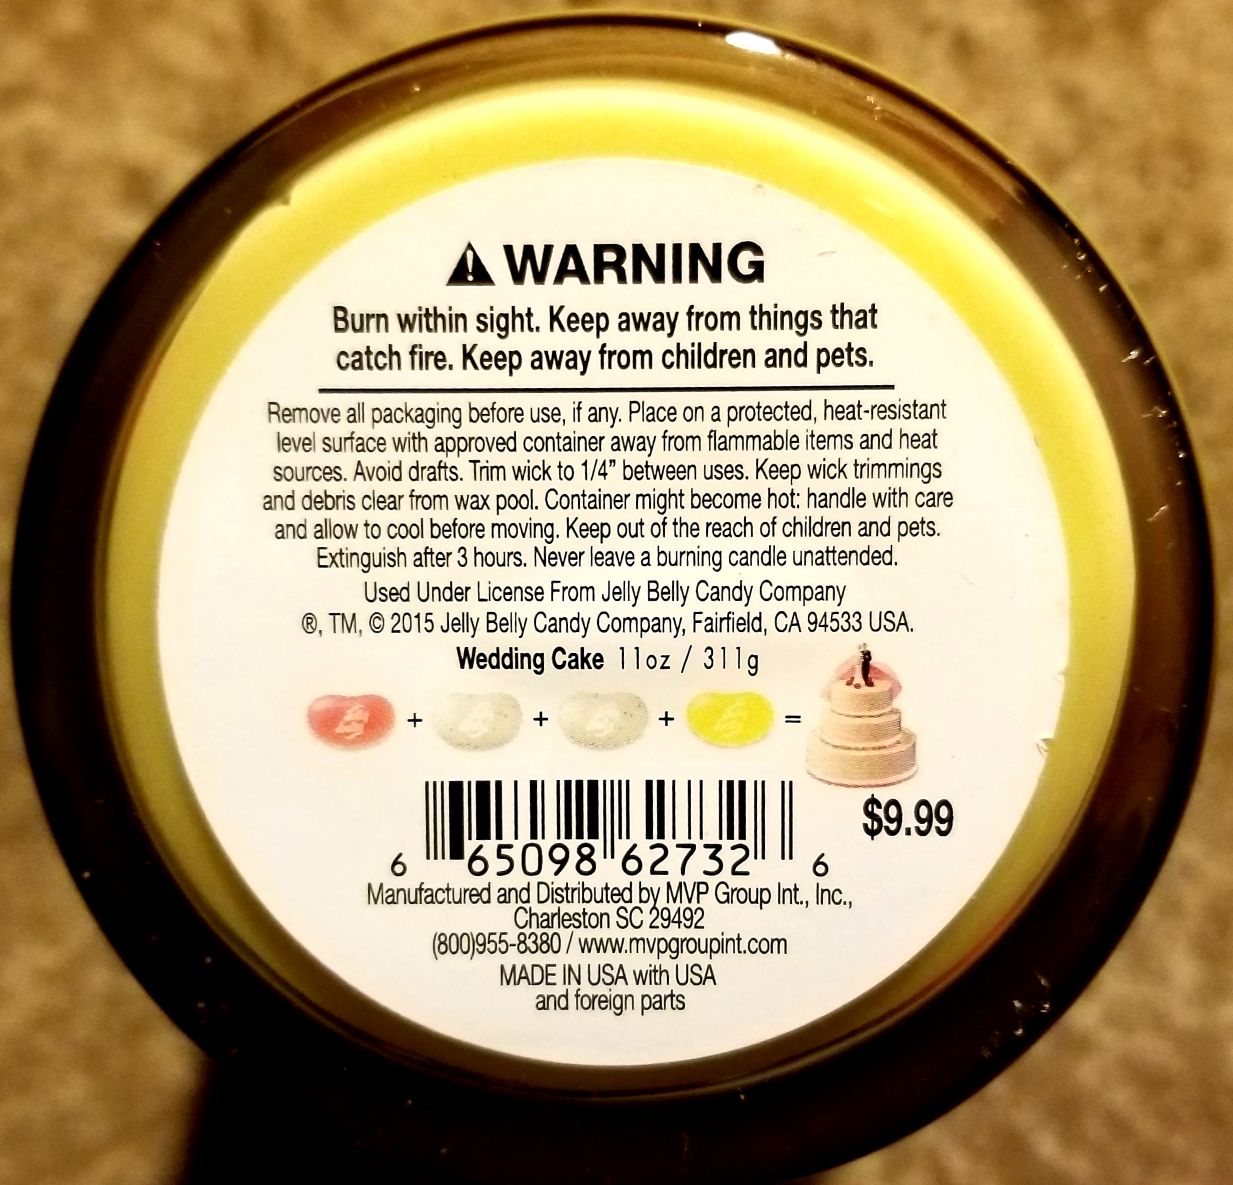 ⚠ WARNING
Burn within sight. Keep away from things that
catch fire. Keep away from children and pets.
Remove all packaging before use, if any. Place on a protected, heat-resistant
level surface with approved container away from flammable items and heat
sources. Avoid drafts. Trim wick to 1/4" between uses. Keep wick trimmings
and debris clear from wax pool. Container might become hot: handle with care
and allow to cool before moving. Keep out of the reach of children and pets.
Extinguish after 3 hours. Never leave a burning candle unattended.
Used Under License From Jelly Belly Candy Company
®, TM, © 2015 Jelly Belly Candy Company, Fairfield, CA 94533 USA.
Wedding Cake 11oz / 311g
+ + + =
$9.99
6 65098 62732 6
Manufactured and Distributed by MVP Group Int., Inc.,
Charleston SC 29492
(800)955-8380 / www.mvpgroupint.com
MADE IN USA with USA
and foreign parts